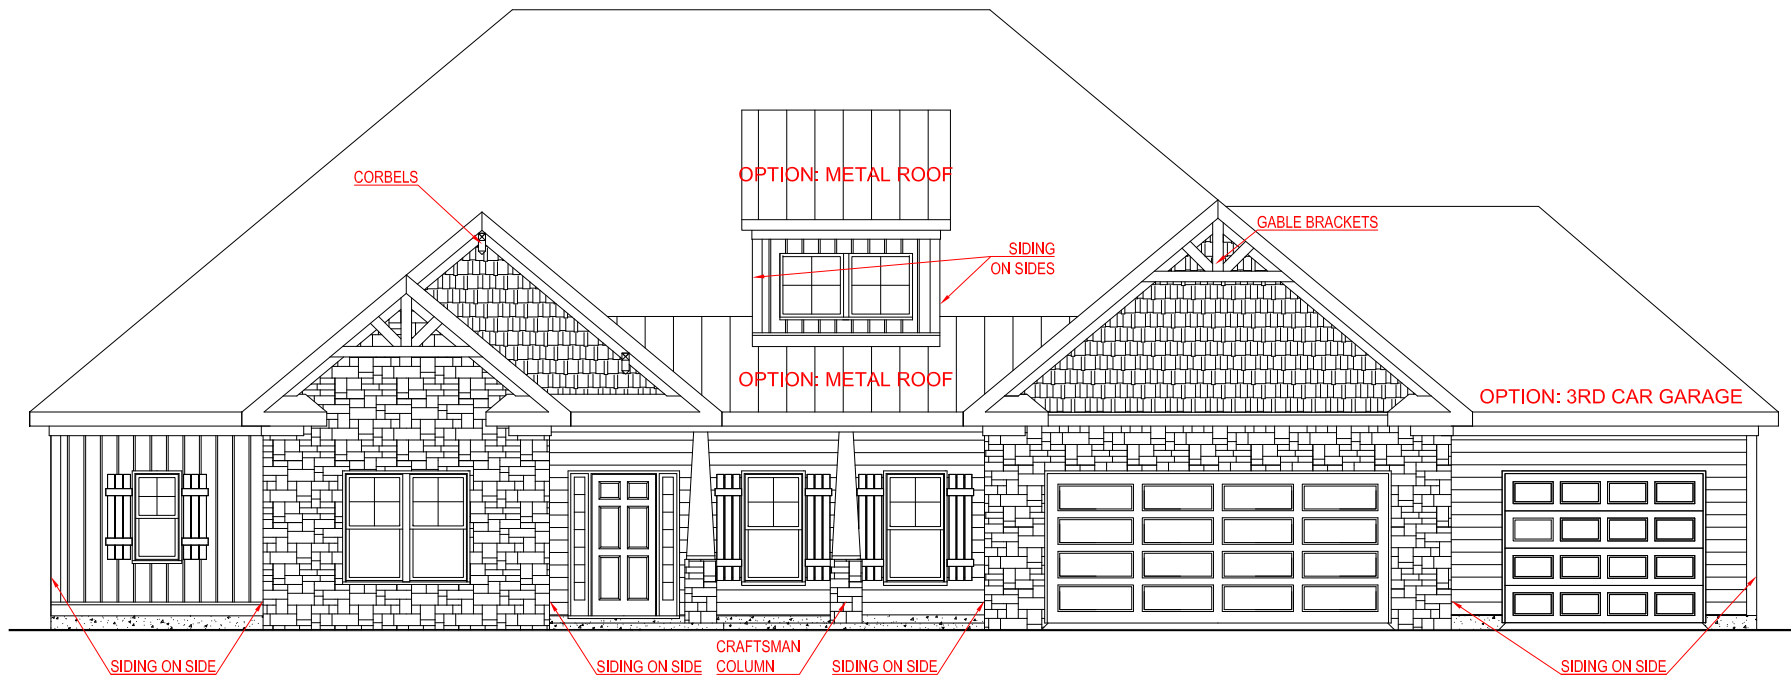 OPTION: METAL ROOF
CORBELS
GABLE BRACKETS
SIDING
ON SIDES
OPTION: METAL ROOF
OPTION: 3RD CAR GARAGE
SIDING ON SIDE
SIDING ON SIDE
CRAFTSMAN
COLUMN
SIDING ON SIDE
SIDING ON SIDE